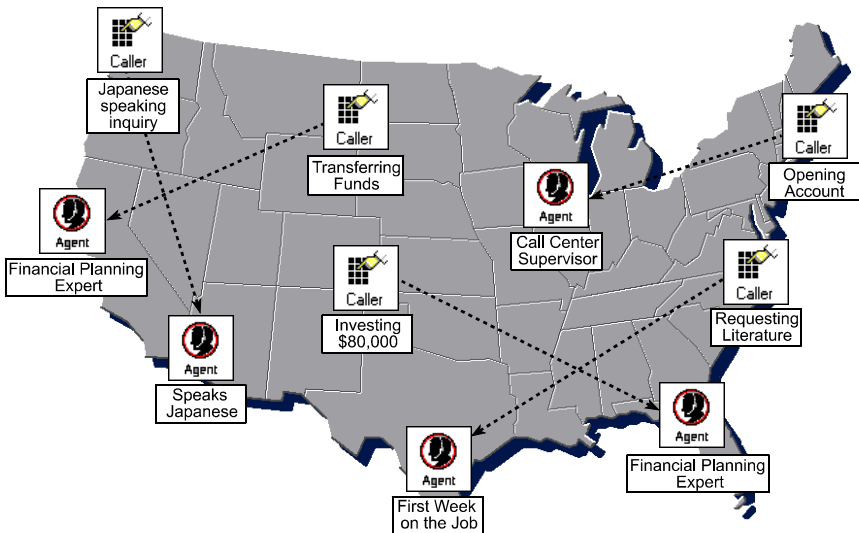 Caller
Japanese
speaking
inquiry
Caller
Transferring
Funds
Caller
Opening
Account
Agent
Financial Planning
Expert
Agent
Call Center
Supervisor
Caller
Investing
$80,000
Caller
Requesting
Literature
Agent
Speaks
Japanese
Agent
First Week
on the Job
Agent
Financial Planning
Expert